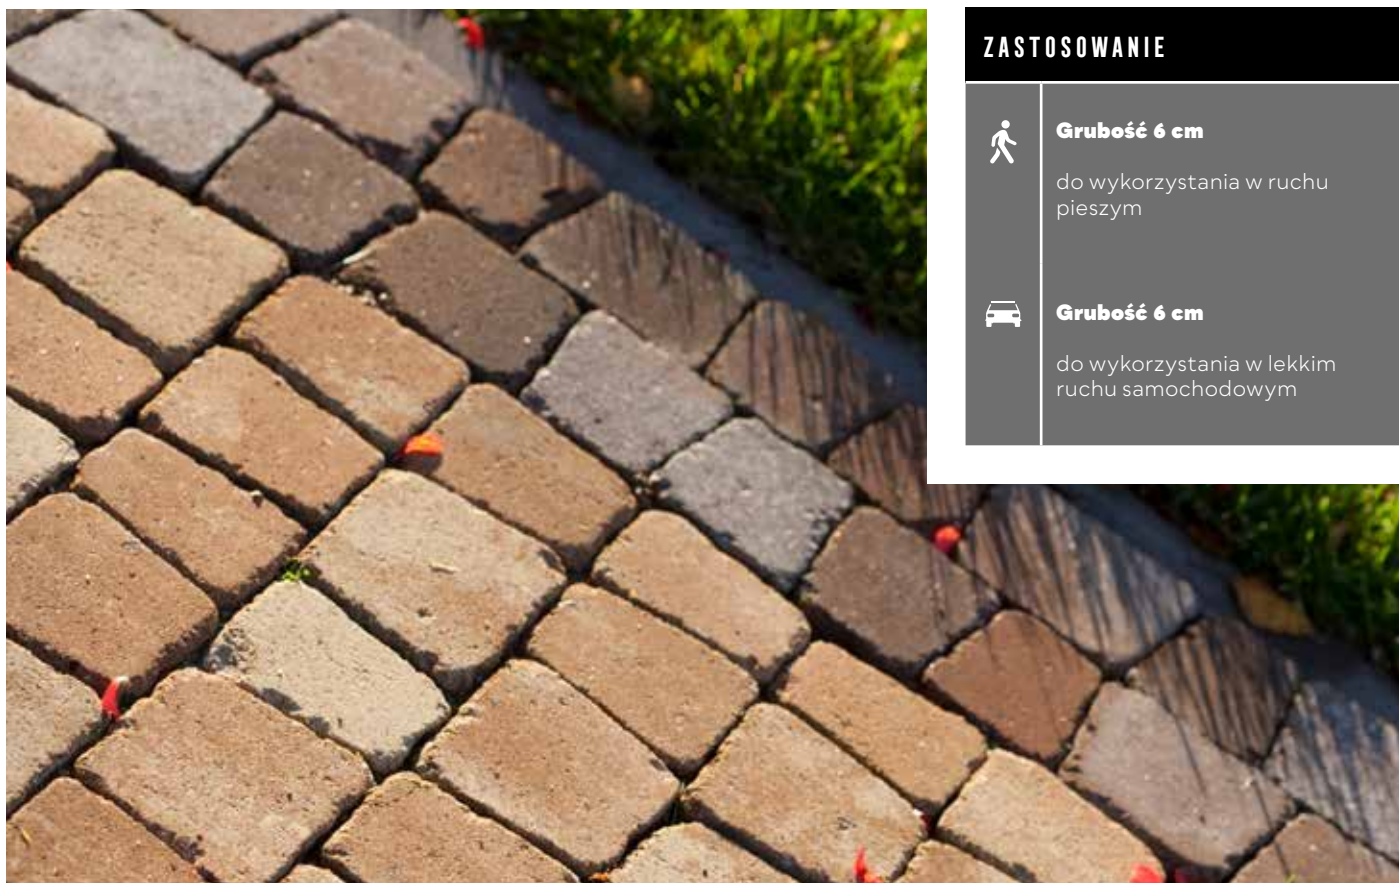 ZASTOSOWANIE
Grubość 6 cm
do wykorzystania w ruchu
pieszym
Grubość 6 cm
do wykorzystania w lekkim
ruchu samochodowym